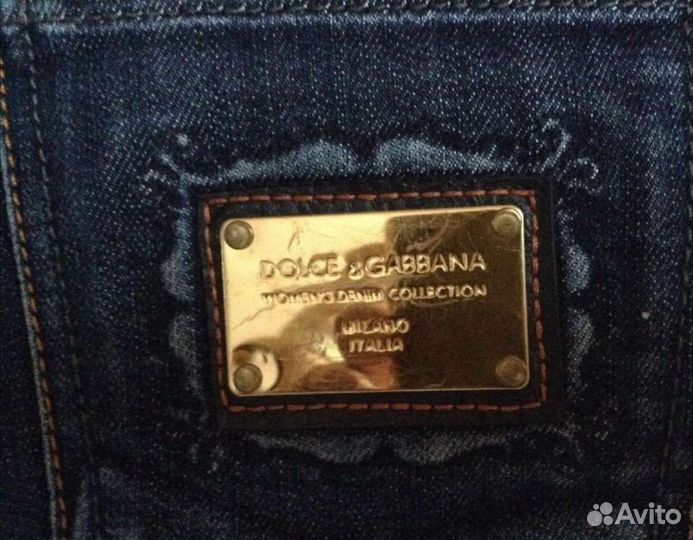 DOLCE & GABBANA
WOMEN'S DENIM COLLECTION
MILANO
ITALIA
Avito